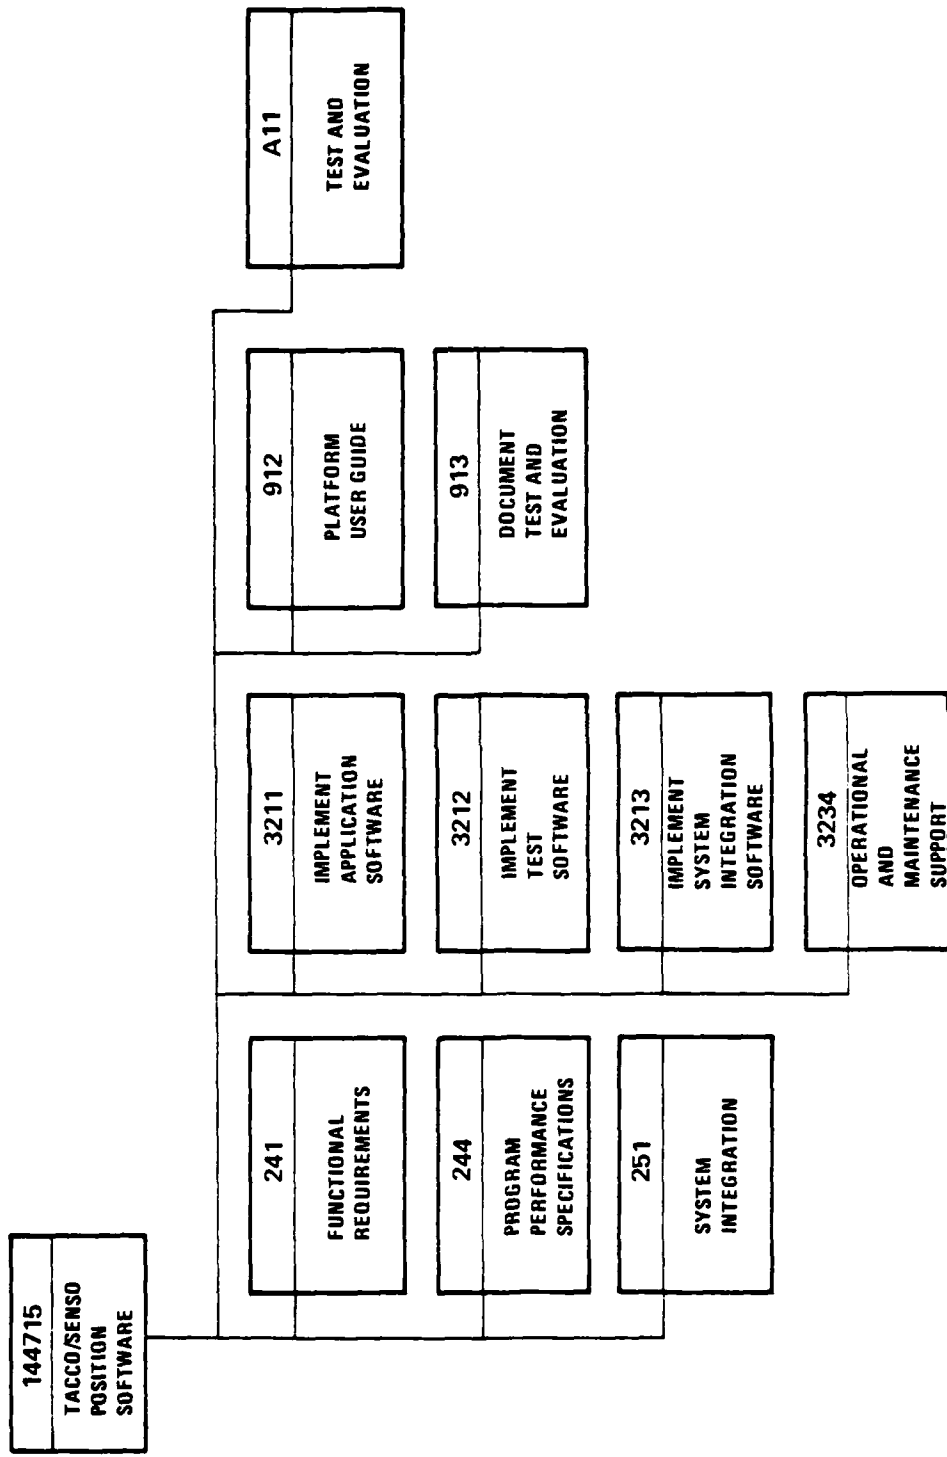 144715
TACCO/SENSO
POSITION
SOFTWARE
241
FUNCTIONAL
REQUIREMENTS
244
PROGRAM
PERFORMANCE
SPECIFICATIONS
251
SYSTEM
INTEGRATION
3211
IMPLEMENT
APPLICATION
SOFTWARE
3212
IMPLEMENT
TEST
SOFTWARE
3213
IMPLEMENT
SYSTEM
INTEGRATION
SOFTWARE
3234
OPERATIONAL
AND
MAINTENANCE
SUPPORT
912
PLATFORM
USER GUIDE
913
DOCUMENT
TEST AND
EVALUATION
A11
TEST AND
EVALUATION